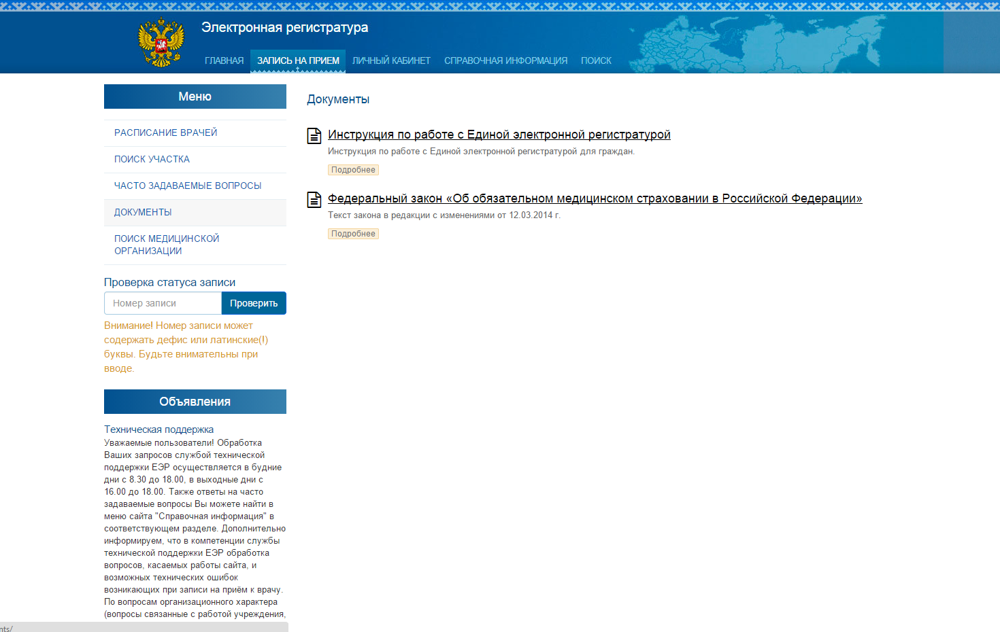 Электронная регистратура
ГЛАВНАЯ ЗАПИСЬ НА ПРИЕМ ЛИЧНЫЙ КАБИНЕТ СПРАВОЧНАЯ ИНФОРМАЦИЯ ПОИСК
Меню
РАСПИСАНИЕ ВРАЧЕЙ
ПОИСК УЧАСТКА
ЧАСТО ЗАДАВАЕМЫЕ ВОПРОСЫ
ДОКУМЕНТЫ
ПОИСК МЕДИЦИНСКОЙ
ОРГАНИЗАЦИИ
Проверка статуса записи
Номер записи Проверить
Внимание! Номер записи может
содержать дефис или латинские(!)
буквы. Будьте внимательны при
вводе.
Объявления
Техническая поддержка
Уважаемые пользователи! Обработка
Ваших запросов службой технической
поддержки ЕЭР осуществляется в будние
дни с 8.30 до 18.00, в выходные дни с
16.00 до 18.00. Также ответы на часто
задаваемые вопросы Вы можете найти в
меню сайта "Справочная информация" в
соответствующем разделе. Дополнительно
информируем, что в компетенции службы
технической поддержки ЕЭР обработка
вопросов, касаемых работы сайта, и
возможных технических ошибок
возникающих при записи на приём к врачу.
По вопросам организационного характера
(вопросы связанные с работой учреждения,
nts/
Документы
Инструкция по работе с Единой электронной регистратурой
Инструкция по работе с Единой электронной регистратурой для граждан.
Подробнее
Федеральный закон «Об обязательном медицинском страховании в Российской Федерации»
Текст закона в редакции с изменениями от 12.03.2014 г.
Подробнее